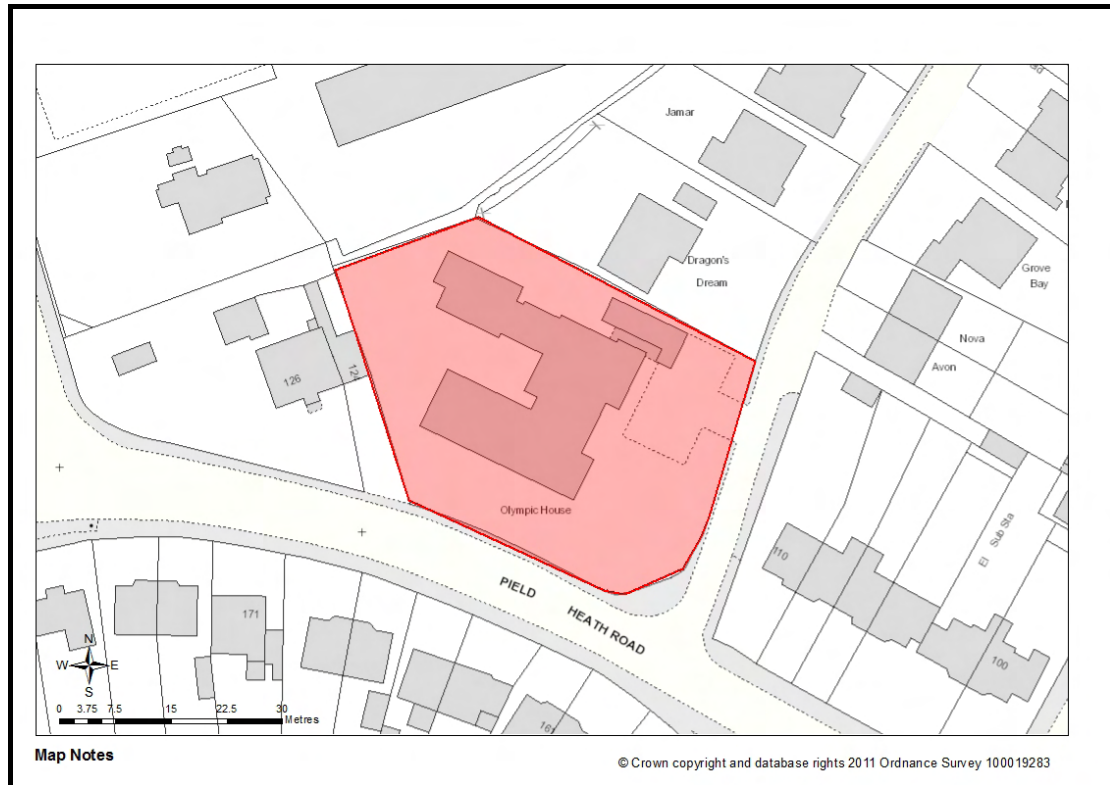 Jamar
Dragon's
Dream
Grove
Bay
Nova
Avon
126
124
Olympic House
El Sub Sta
110
100
PIELD HEATH ROAD
171
N
W E
S
0 3.75 7.5 15 22.5 30
Metres
Map Notes
© Crown copyright and database rights 2011 Ordnance Survey 100019283